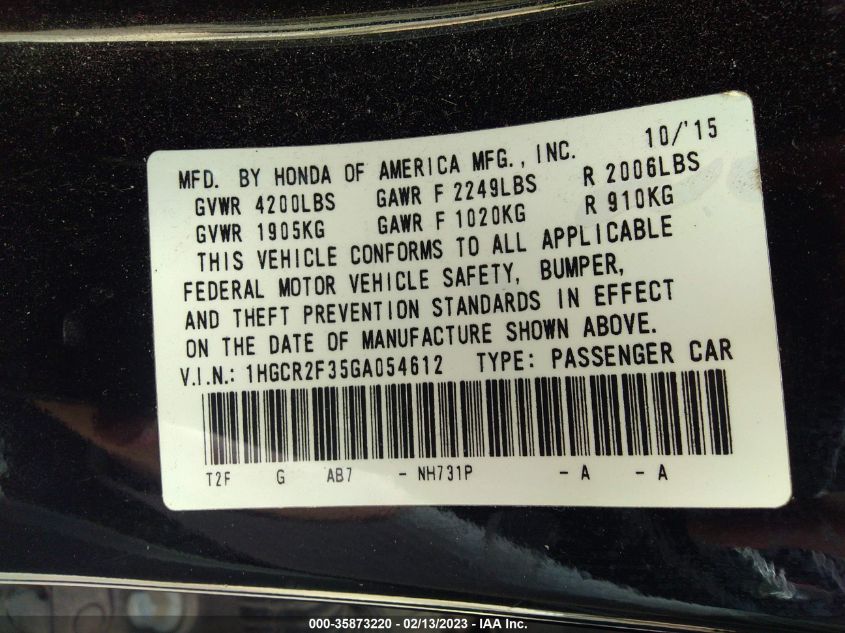 MFD. BY HONDA OF AMERICA MFG., INC. 10/'15
GVWR 4200LBS GAWR F 2249LBS R 2006LBS
GVWR 1905KG GAWR F 1020KG R 910KG
THIS VEHICLE CONFORMS TO ALL APPLICABLE
FEDERAL MOTOR VEHICLE SAFETY, BUMPER,
AND THEFT PREVENTION STANDARDS IN EFFECT
ON THE DATE OF MANUFACTURE SHOWN ABOVE.
V.I.N.: 1HGCR2F35GA054612 TYPE: PASSENGER CAR
T2F G AB7 - NH731P - A - A
000-35873220 - 02/13/2023 - IAA Inc.